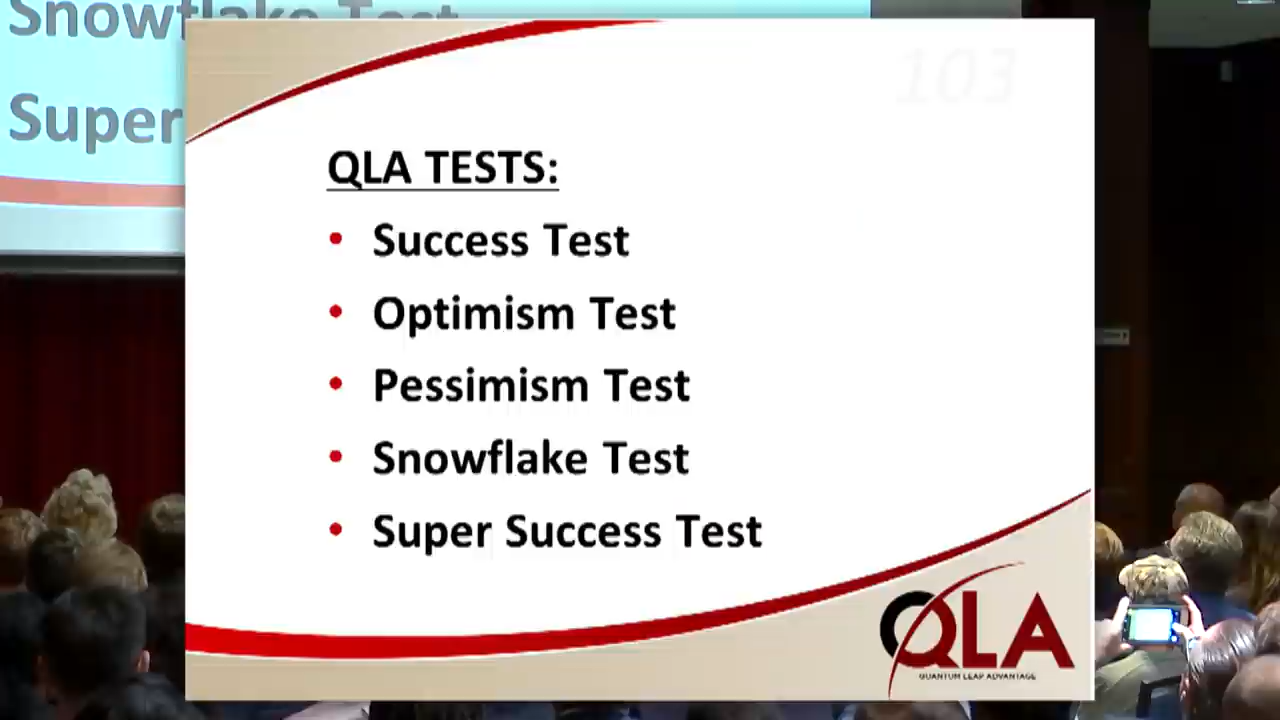 Snowflake Test
Super
103
QLA TESTS:
• Success Test
• Optimism Test
• Pessimism Test
• Snowflake Test
• Super Success Test
QLA
QUANTUM LEAP ADVANTAGE